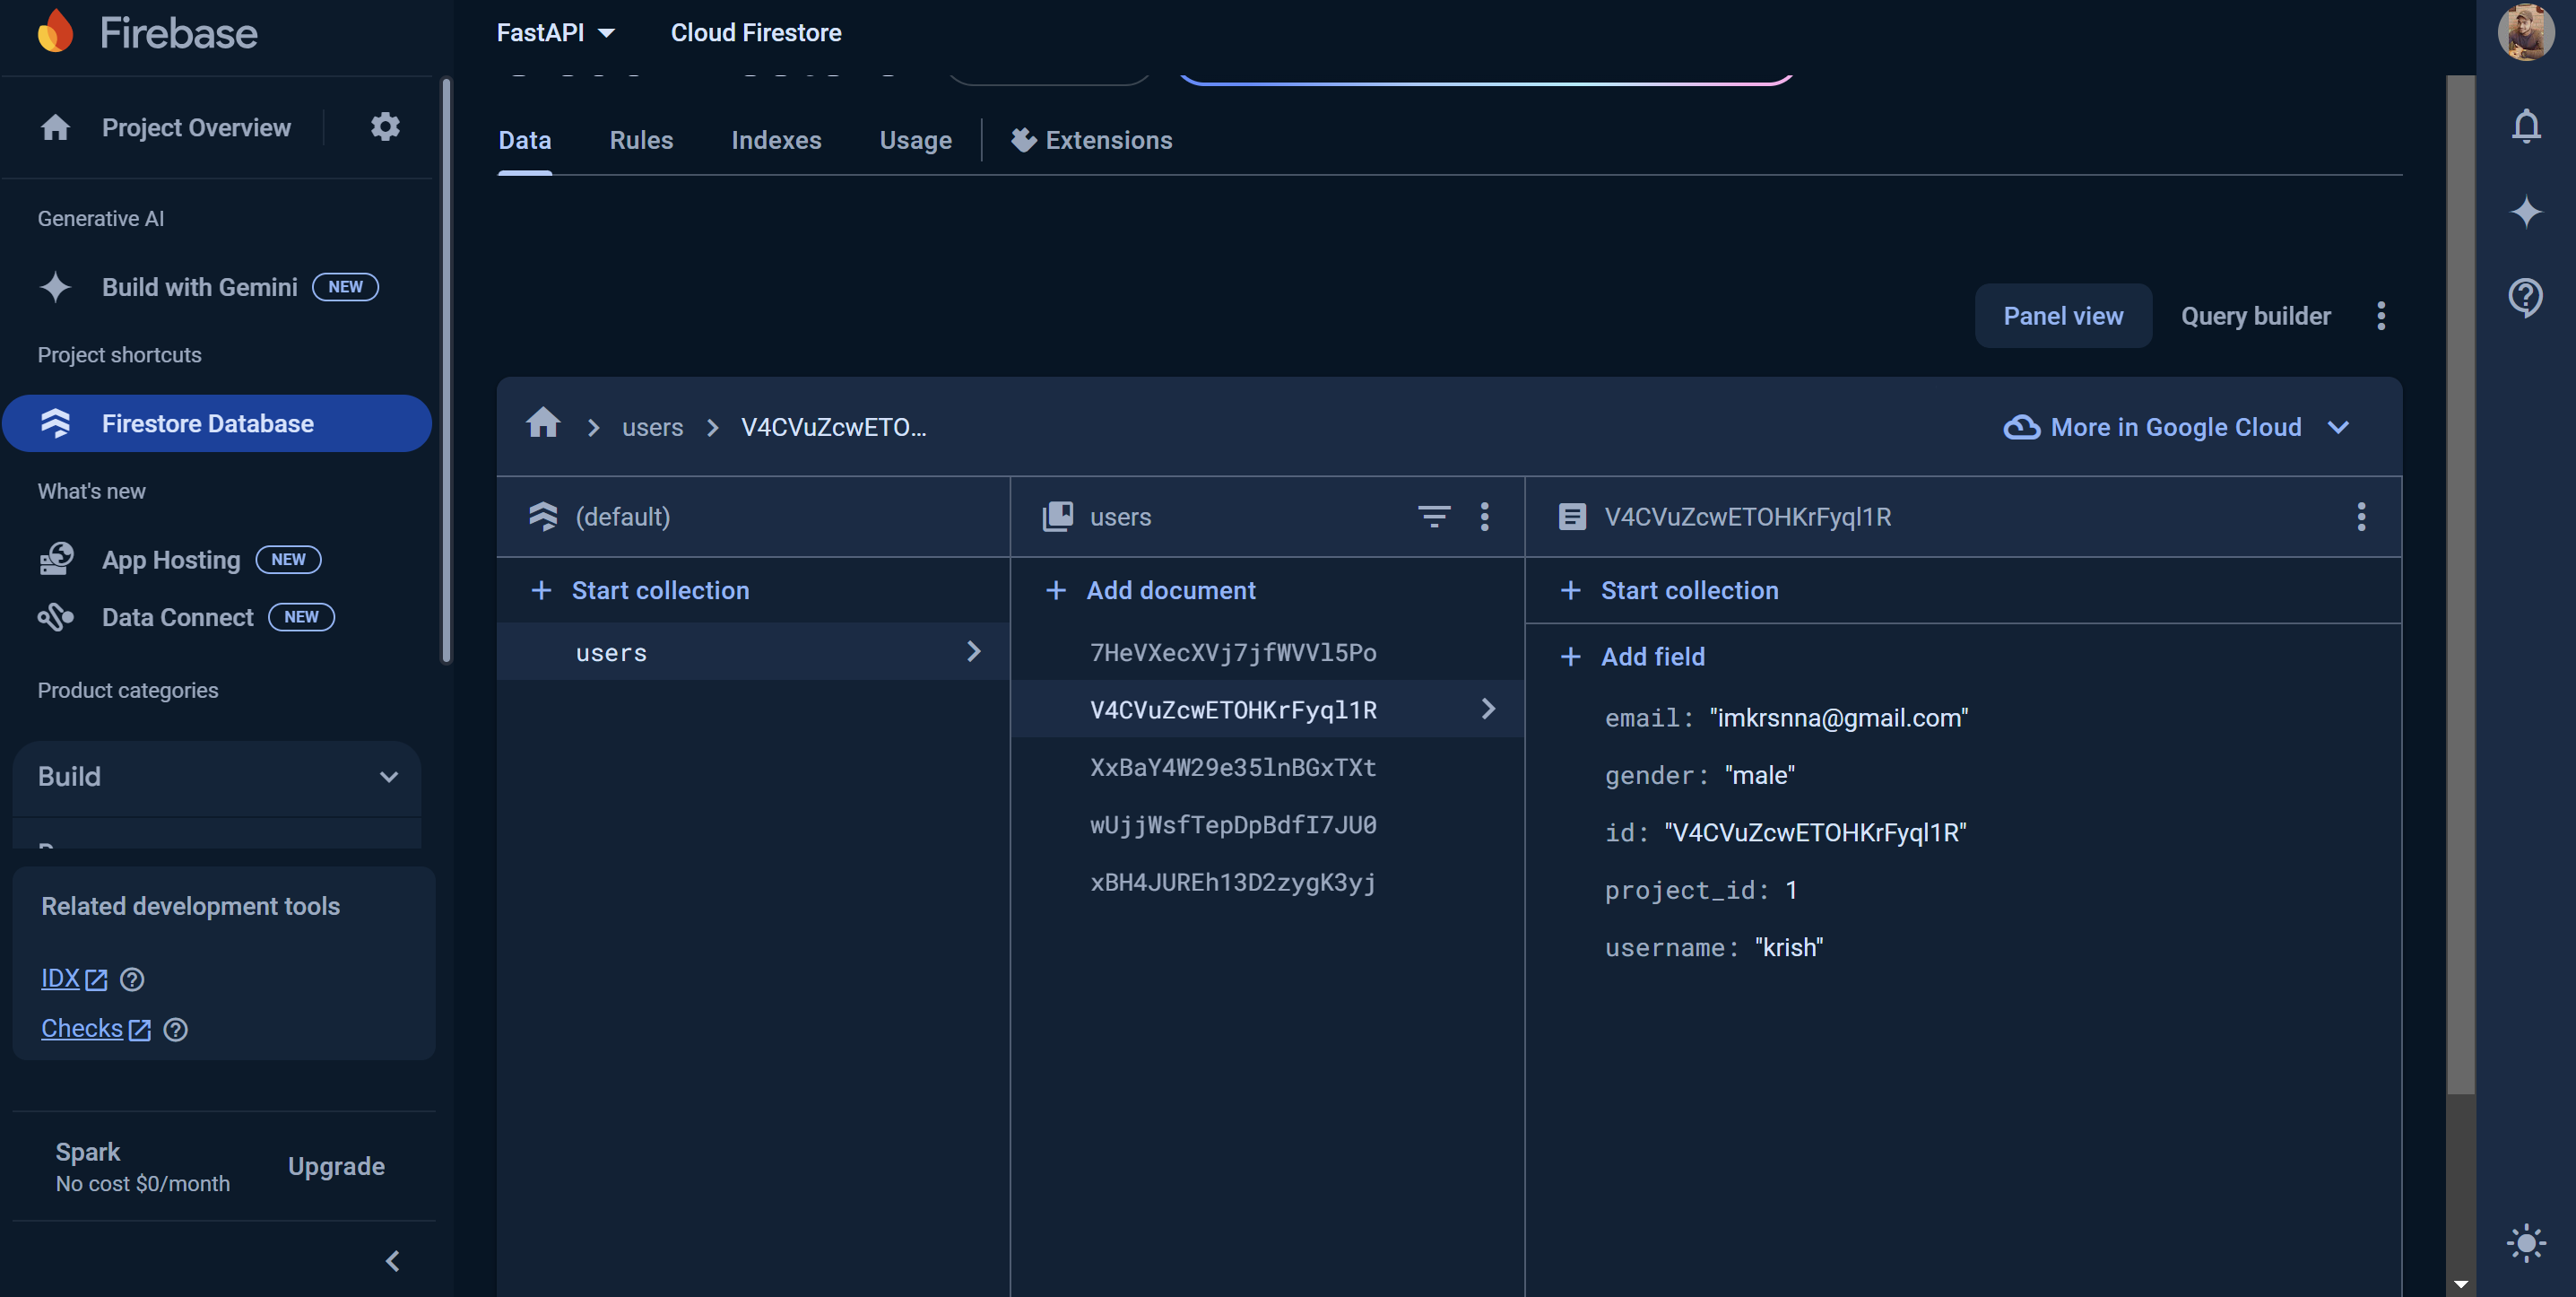 Firebase
FastAPI
Cloud Firestore
Project Overview
Generative AI
Build with Gemini NEW
Project shortcuts
Firestore Database
What's new
App Hosting NEW
Data Connect NEW
Product categories
Build
Related development tools
IDX
Checks
Spark
No cost $0/month
Upgrade
Data
Rules
Indexes
Usage
Extensions
Panel view
Query builder
users
V4CVuZcwETO...
More in Google Cloud
(default)
Start collection
users
users
Add document
7HeVXecXVj7jfWVVl5Po
V4CVuZcwETOHKrFyql1R
XxBaY4W29e35lnBGxTXt
wUjjWsfTepDpBdfI7JU0
xBH4JUREh13D2zygK3yj
V4CVuZcwETOHKrFyql1R
Start collection
Add field
email: "imkrsnna@gmail.com"
gender: "male"
id: "V4CVuZcwETOHKrFyql1R"
project_id: 1
username: "krish"